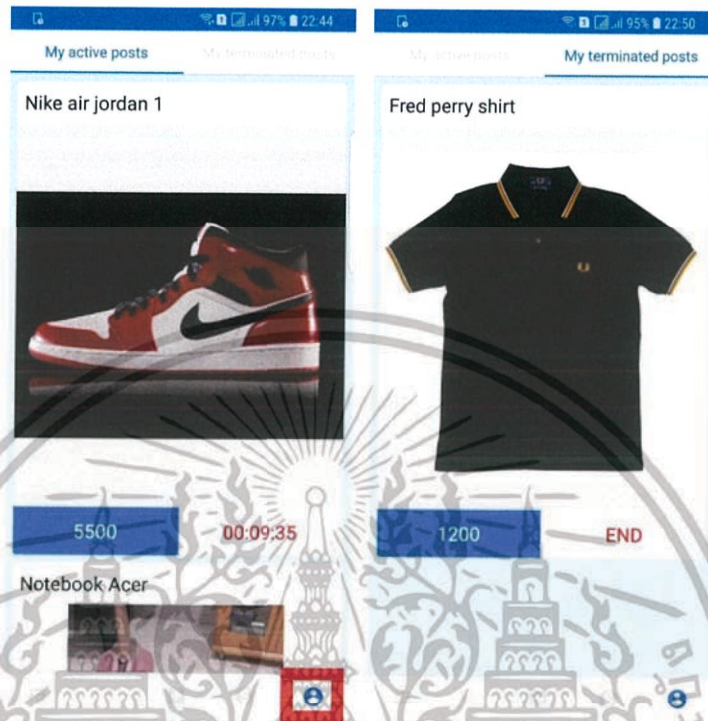 97% 22:44
My active posts My terminated posts
Nike air jordan 1
5500 00:09:35
Notebook Acer
95% 22:50
My active posts My terminated posts
Fred perry shirt
1200 END